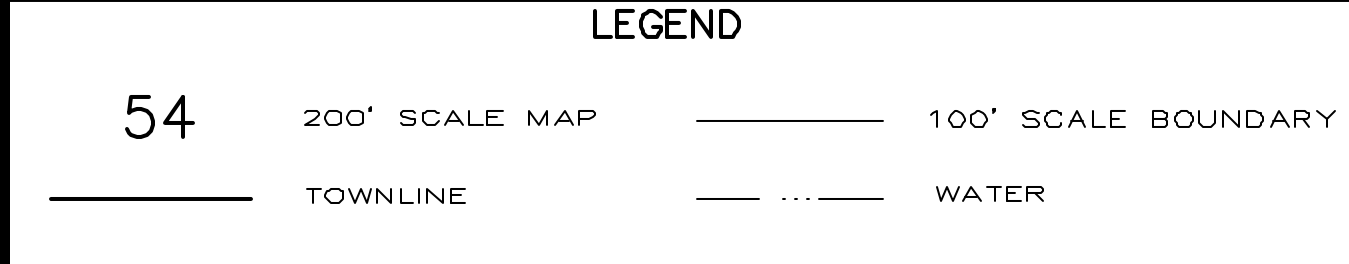 LEGEND
54 200' SCALE MAP 100' SCALE BOUNDARY
TOWNLINE WATER